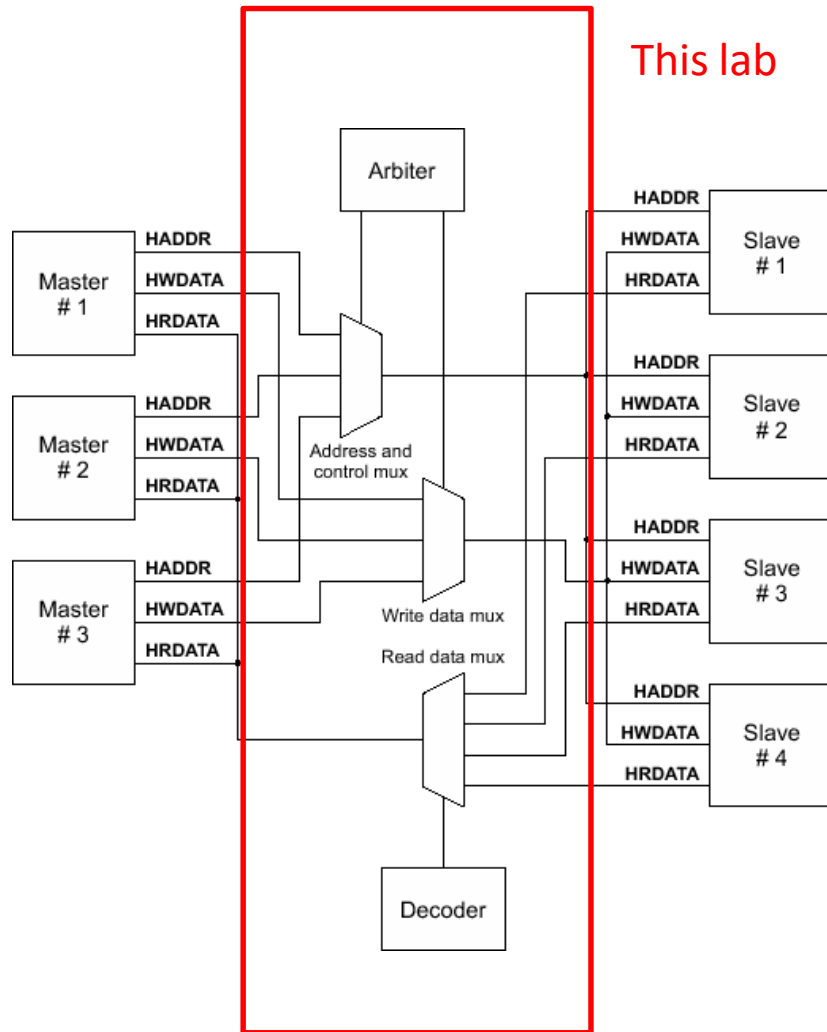 This lab
Arbiter
Master
# 1
HADDR
HWDATA
HRDATA
Master
# 2
HADDR
HWDATA
HRDATA
Master
# 3
HADDR
HWDATA
HRDATA
Address and
control mux
Write data mux
Read data mux
Decoder
HADDR
HWDATA
HRDATA
Slave
# 1
HADDR
HWDATA
HRDATA
Slave
# 2
HADDR
HWDATA
HRDATA
Slave
# 3
HADDR
HWDATA
HRDATA
Slave
# 4